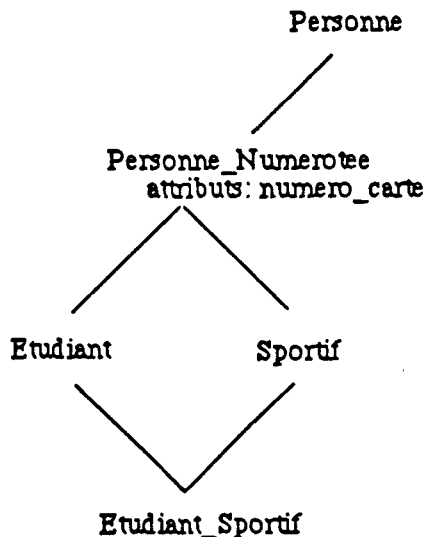 Personne
Personne_Numerotee
attributs: numero_carte
Etudiant
Sportif
Etudiant_Sportif